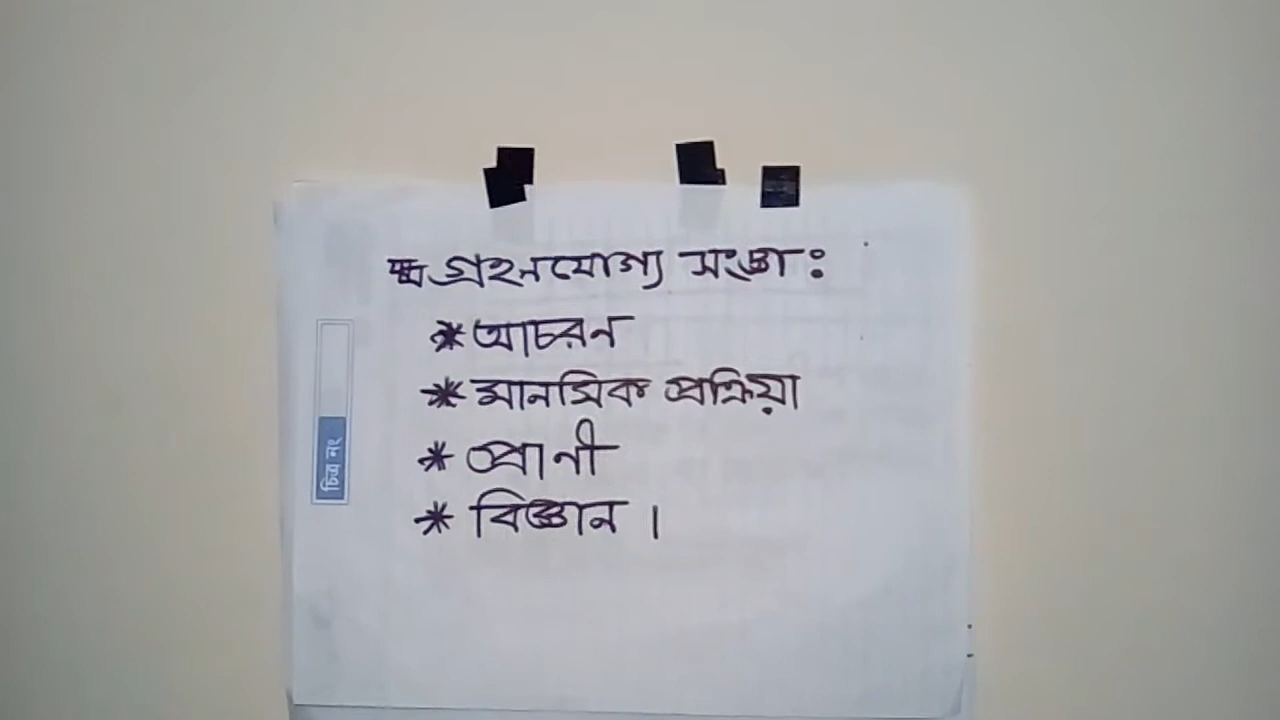 গ্রহনযোগ্য সংজ্ঞা:
* আচরন
* মানসিক প্রক্রিয়া
* প্রানী
* বিজ্ঞান ।
চিত্র নং